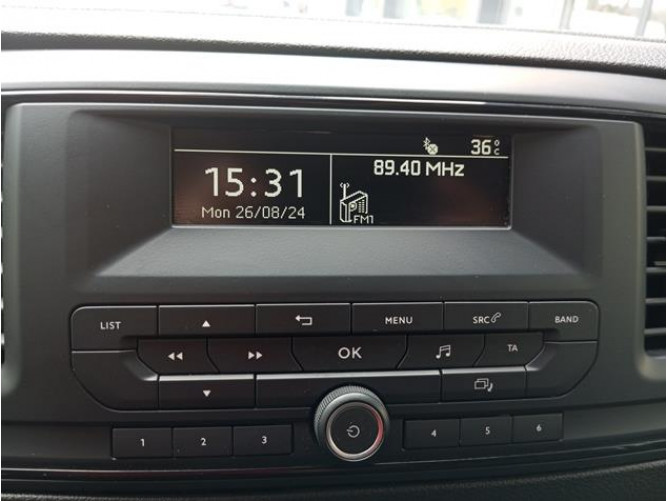 36°C
15:31
Mon 26/08/24
89.40 MHz
FM1
LIST
MENU
SRC
BAND
OK
TA
1
2
3
4
5
6